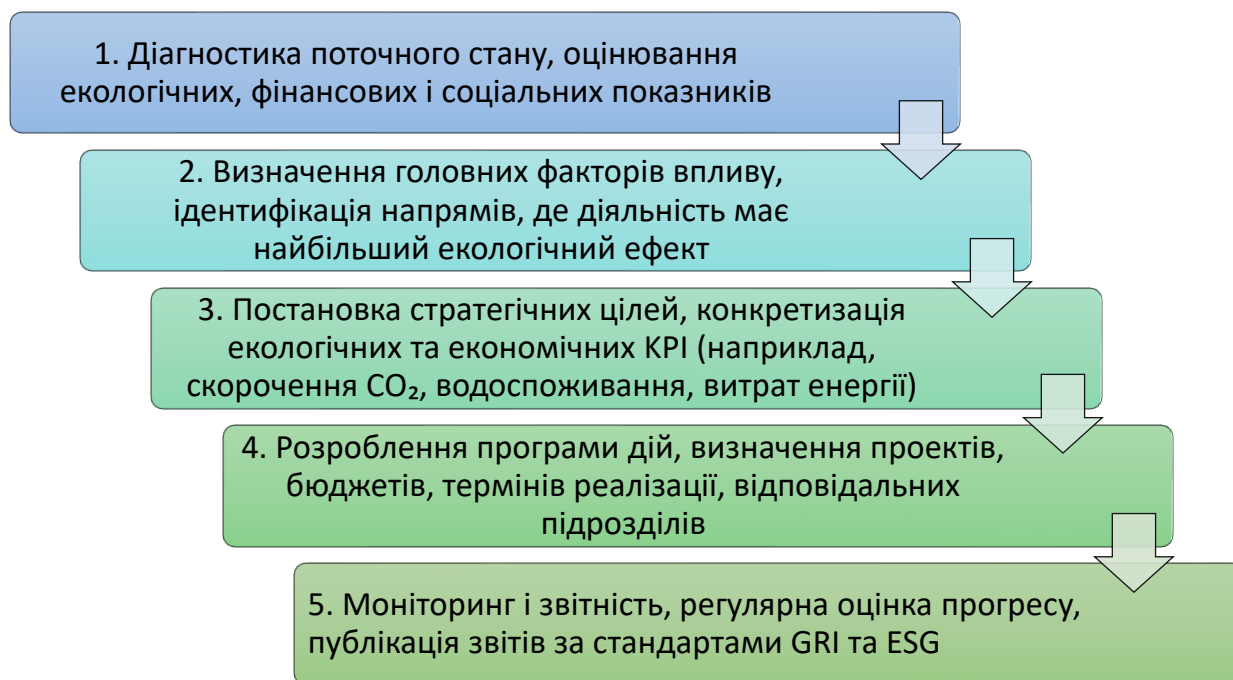 1. Діагностика поточного стану, оцінювання
екологічних, фінансових і соціальних показників
2. Визначення головних факторів впливу,
ідентифікація напрямів, де діяльність має
найбільший екологічний ефект
3. Постановка стратегічних цілей, конкретизація
екологічних та економічних KPI (наприклад,
скорочення CO₂, водоспоживання, витрат енергії)
4. Розроблення програми дій, визначення проектів,
бюджетів, термінів реалізації, відповідальних
підрозділів
5. Моніторинг і звітність, регулярна оцінка прогресу,
публікація звітів за стандартами GRI та ESG